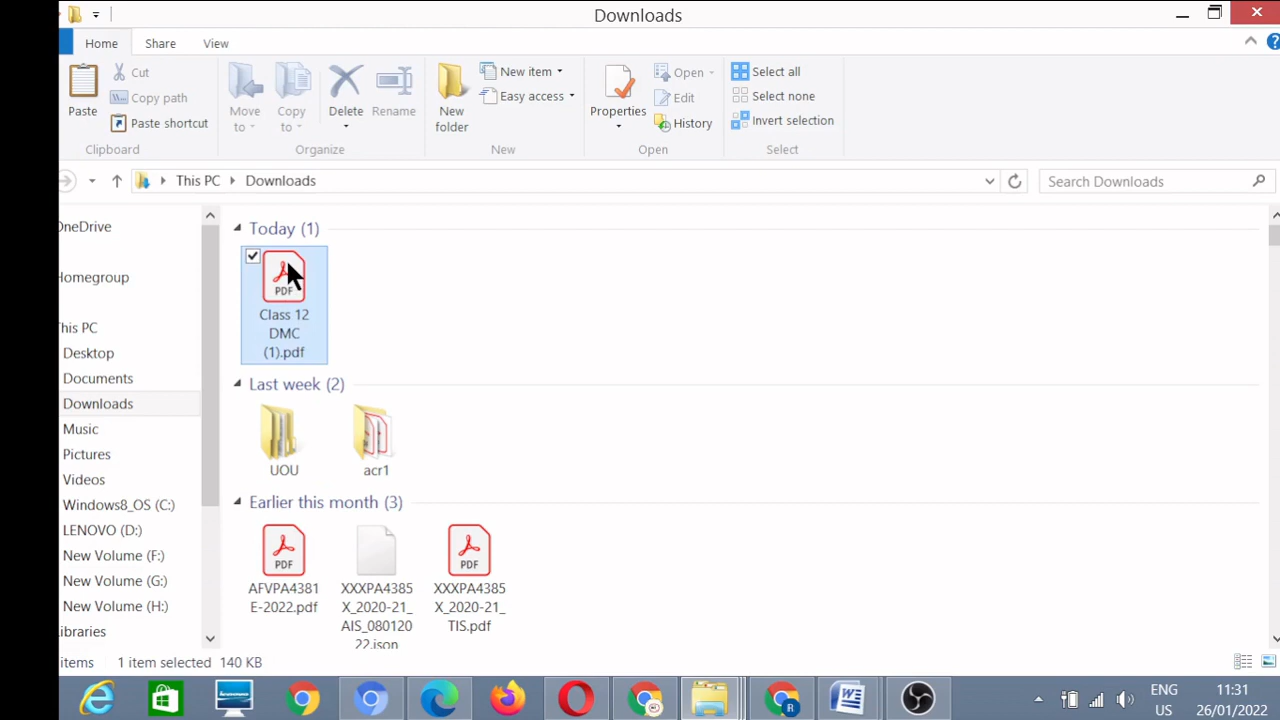 Downloads
Home Share View
Cut
Copy path
Paste shortcut
Paste
Clipboard
Move to
Copy to
Delete
Rename
Organize
New item
Easy access
New folder
New
Properties
Open
Edit
History
Open
Select all
Select none
Invert selection
Select
This PC Downloads
Search Downloads
OneDrive
Homegroup
This PC
Desktop
Documents
Downloads
Music
Pictures
Videos
Windows8_OS (C:)
LENOVO (D:)
New Volume (F:)
New Volume (G:)
New Volume (H:)
Libraries
Today (1)
PDF
Class 12
DMC
(1).pdf
Last week (2)
UOU
acr1
Earlier this month (3)
PDF
AFVPA4381
E-2022.pdf
XXXPA4385
X_2020-21_
AIS_080120
22.json
PDF
XXXPA4385
X_2020-21_
TIS.pdf
items 1 item selected 140 KB
lenovo
R
W
ENG
US
11:31
26/01/2022